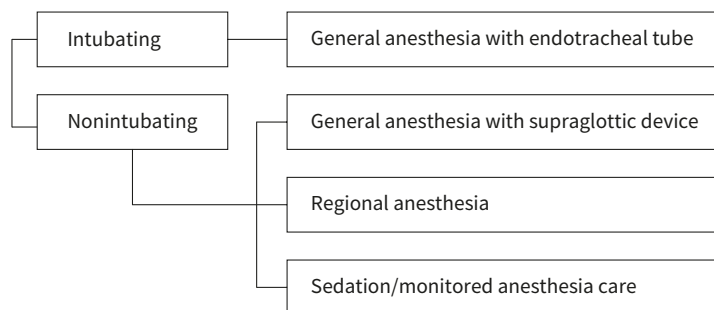 Intubating
General anesthesia with endotracheal tube
Nonintubating
General anesthesia with supraglottic device
Regional anesthesia
Sedation/monitored anesthesia care